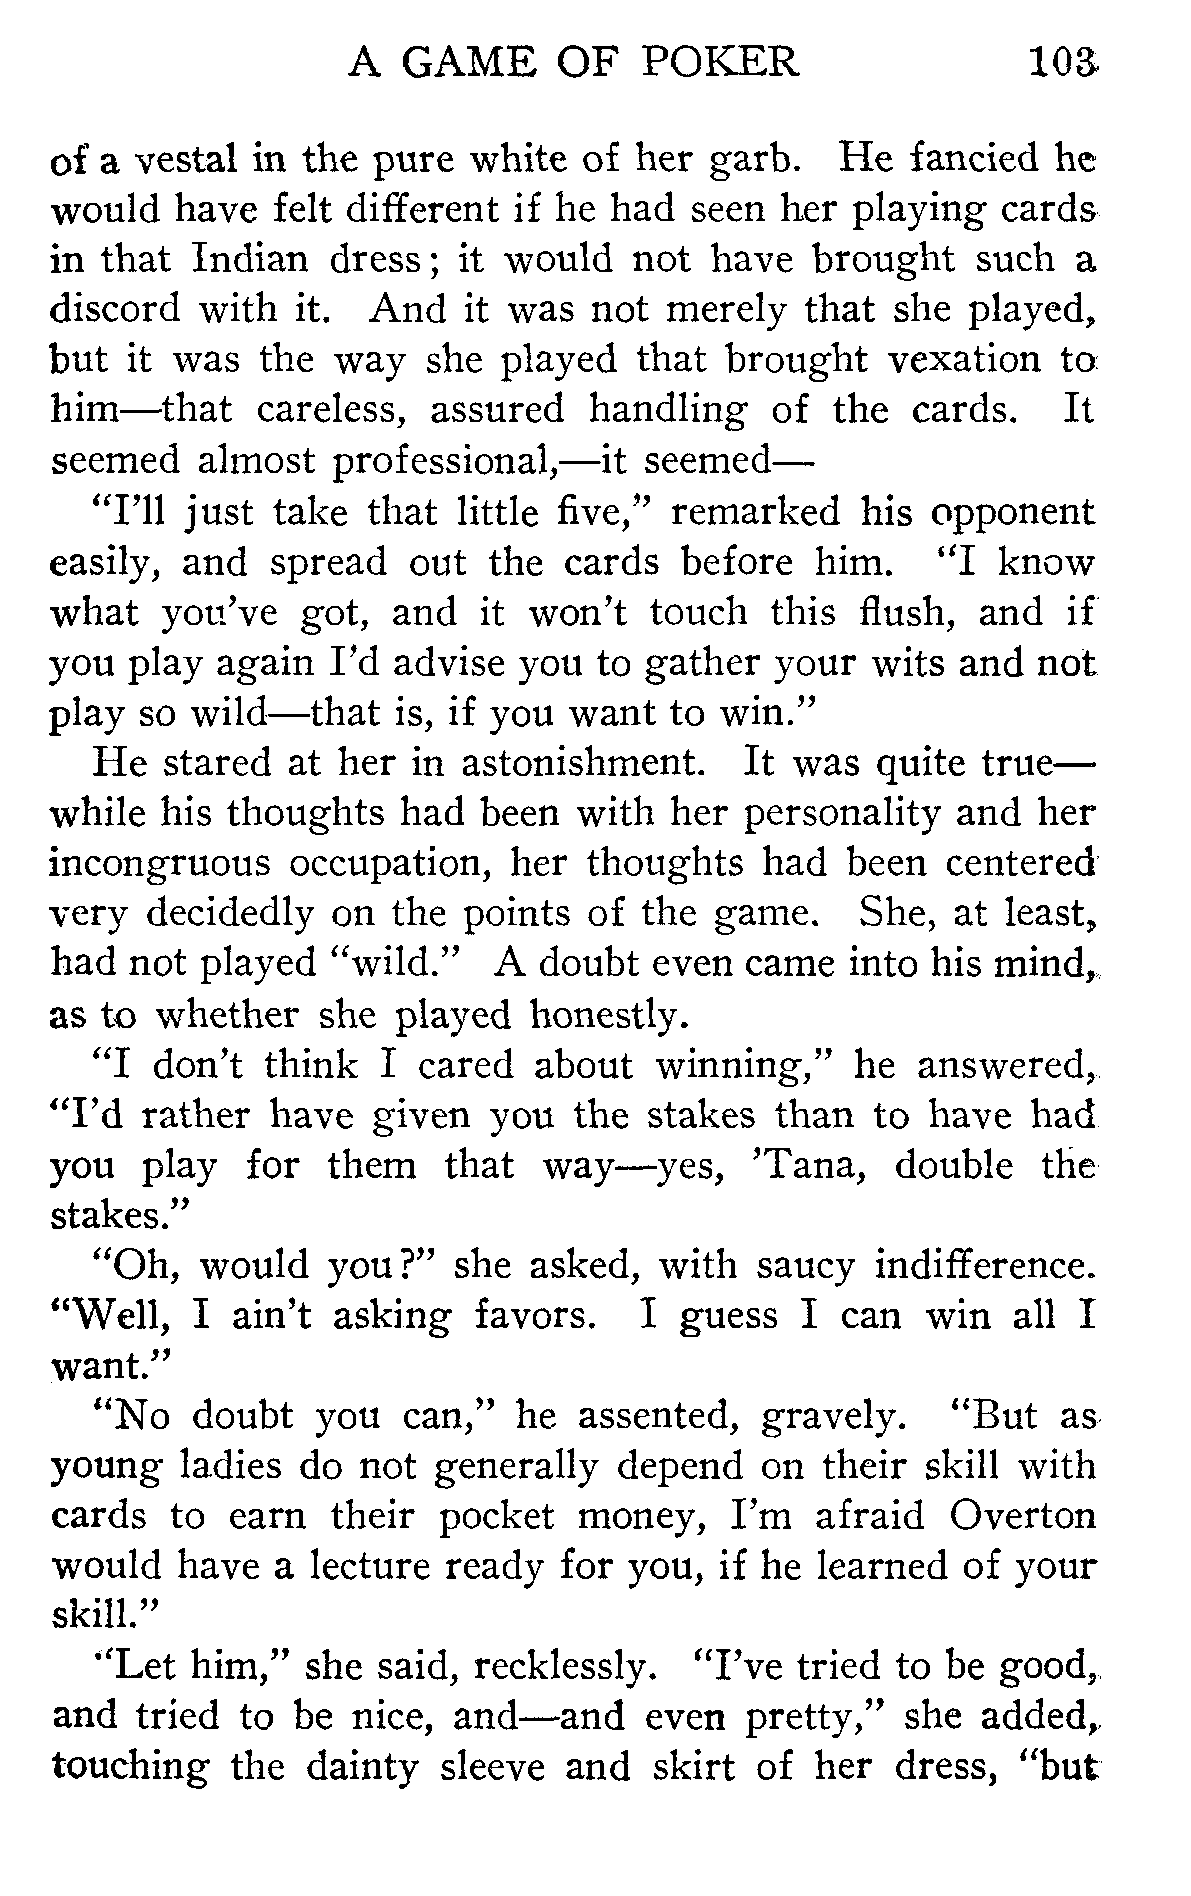 A GAME OF POKER 103
of a vestal in the pure white of her garb. He fancied he
would have felt different if he had seen her playing cards
in that Indian dress; it would not have brought such a
discord with it. And it was not merely that she played,
but it was the way she played that brought vexation to
him—that careless, assured handling of the cards. It
seemed almost professional,—it seemed—
“I’ll just take that little five,” remarked his opponent
easily, and spread out the cards before him. “I know
what you’ve got, and it won’t touch this flush, and if
you play again I’d advise you to gather your wits and not
play so wild—that is, if you want to win.”
He stared at her in astonishment. It was quite true—
while his thoughts had been with her personality and her
incongruous occupation, her thoughts had been centered
very decidedly on the points of the game. She, at least,
had not played “wild.” A doubt even came into his mind,
as to whether she played honestly.
“I don’t think I cared about winning,” he answered,
“I’d rather have given you the stakes than to have had
you play for them that way—yes, ’Tana, double the
stakes.”
“Oh, would you?” she asked, with saucy indifference.
“Well, I ain’t asking favors. I guess I can win all I
want.”
“No doubt you can,” he assented, gravely. “But as
young ladies do not generally depend on their skill with
cards to earn their pocket money, I’m afraid Overton
would have a lecture ready for you, if he learned of your
skill.”
“Let him,” she said, recklessly. “I’ve tried to be good,
and tried to be nice, and—and even pretty,” she added,
touching the dainty sleeve and skirt of her dress, “but